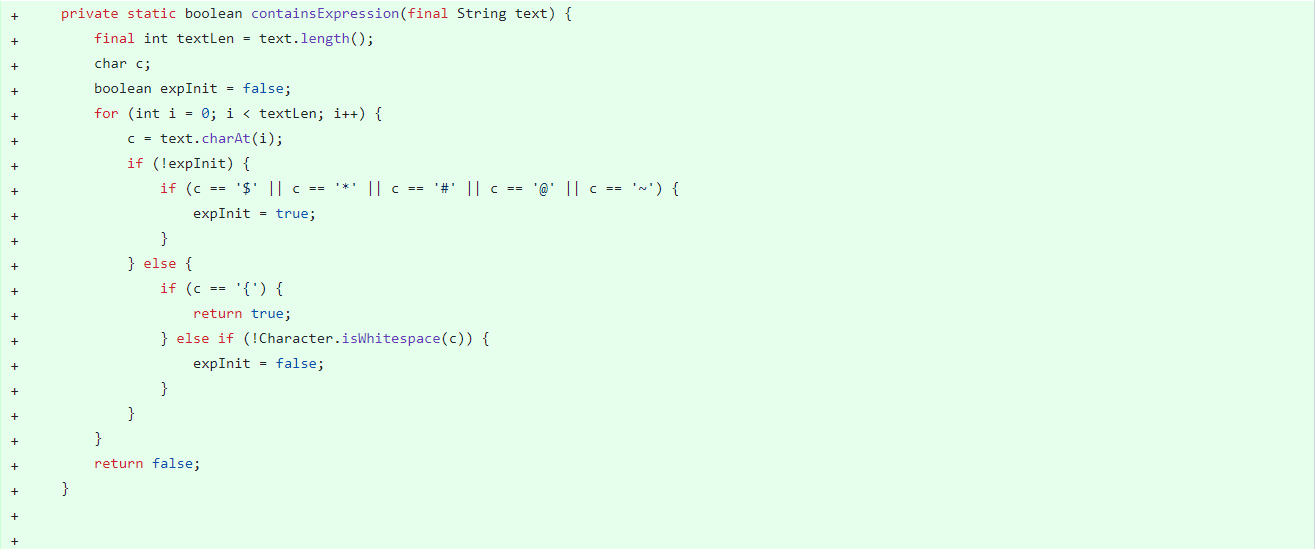 +     private static boolean containsExpression(final String text) {
+         final int textLen = text.length();
+         char c;
+         boolean expInit = false;
+         for (int i = 0; i < textLen; i++) {
+             c = text.charAt(i);
+             if (!expInit) {
+                 if (c == '$' || c == '*' || c == '#' || c == '@' || c == '~') {
+                     expInit = true;
+                 }
+             } else {
+                 if (c == '{') {
+                     return true;
+                 } else if (!Character.isWhitespace(c)) {
+                     expInit = false;
+                 }
+             }
+         }
+         return false;
+     }
+
+